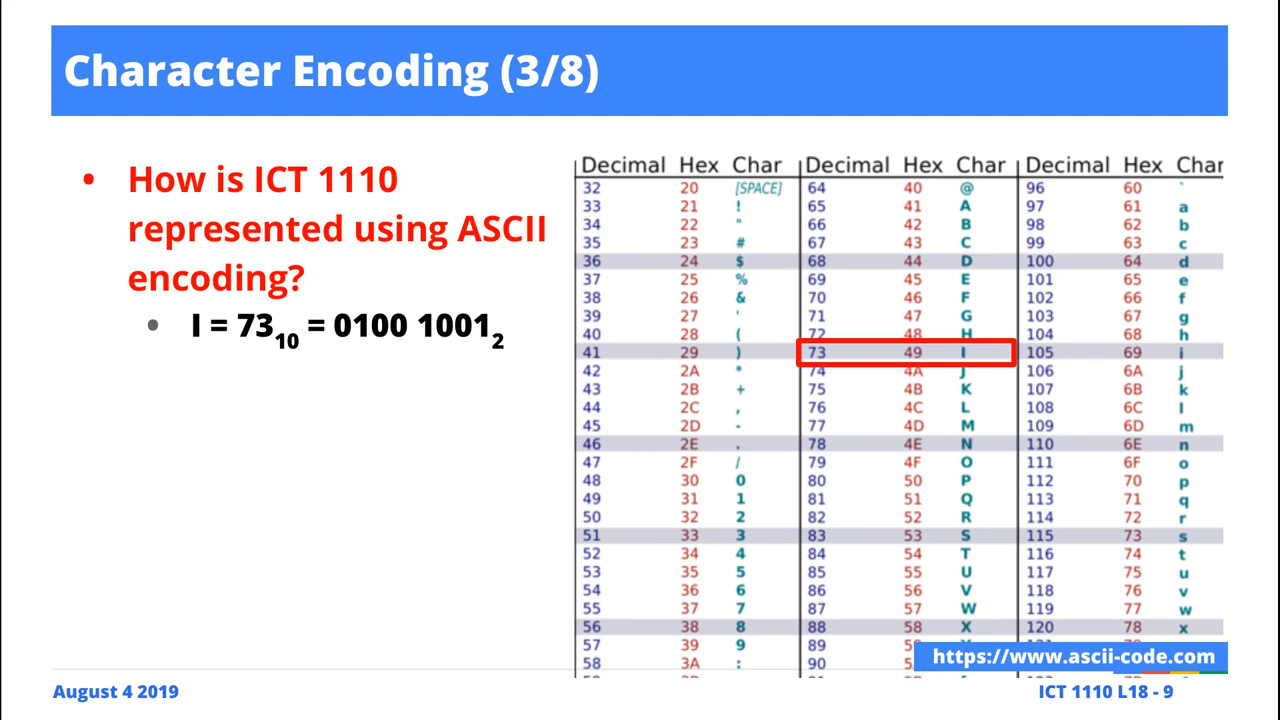 Character Encoding (3/8)
• How is ICT 1110
represented using ASCII
encoding?
• I = 73₁₀ = 0100 1001₂
Decimal Hex Char Decimal Hex Char Decimal Hex Char
32 20 [SPACE] 64 40 @ 96 60 `
33 21 ! 65 41 A 97 61 a
34 22 " 66 42 B 98 62 b
35 23 # 67 43 C 99 63 c
36 24 $ 68 44 D 100 64 d
37 25 % 69 45 E 101 65 e
38 26 & 70 46 F 102 66 f
39 27 ' 71 47 G 103 67 g
40 28 ( 72 48 H 104 68 h
41 29 ) 73 49 I 105 69 i
42 2A * 74 4A J 106 6A j
43 2B + 75 4B K 107 6B k
44 2C , 76 4C L 108 6C l
45 2D - 77 4D M 109 6D m
46 2E . 78 4E N 110 6E n
47 2F / 79 4F O 111 6F o
48 30 0 80 50 P 112 70 p
49 31 1 81 51 Q 113 71 q
50 32 2 82 52 R 114 72 r
51 33 3 83 53 S 115 73 s
52 34 4 84 54 T 116 74 t
53 35 5 85 55 U 117 75 u
54 36 6 86 56 V 118 76 v
55 37 7 87 57 W 119 77 w
56 38 8 88 58 X 120 78 x
57 39 9 89
58 3A : 90
https://www.ascii-code.com
August 4 2019
ICT 1110 L18 - 9